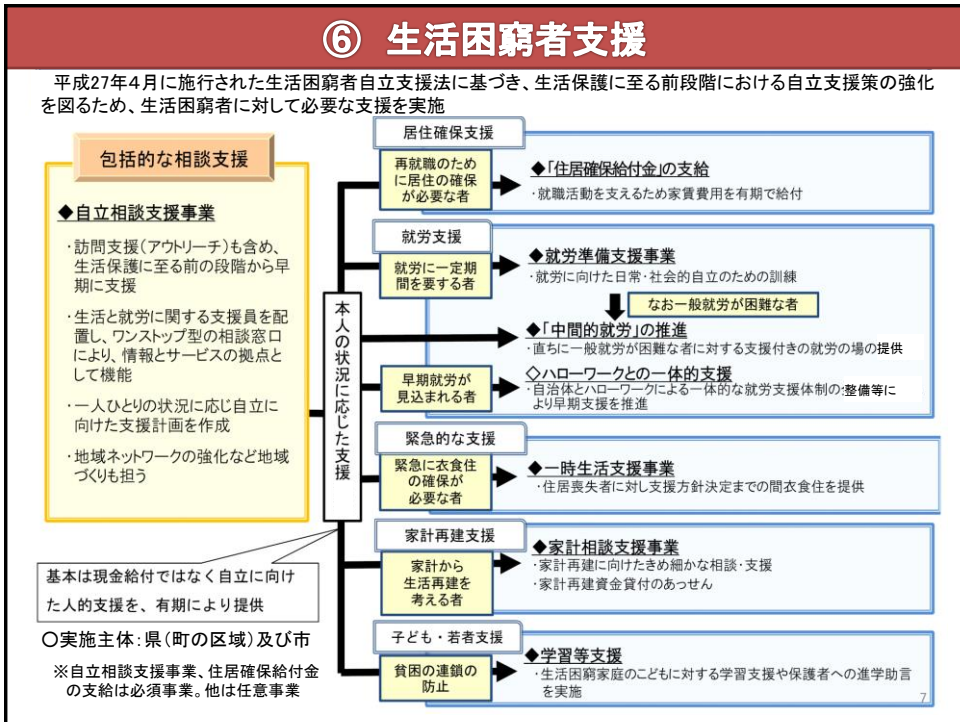 ⑥ 生活困窮者支援
平成27年4月に施行された生活困窮者自立支援法に基づき、生活保護に至る前段階における自立支援策の強化
を図るため、生活困窮者に対して必要な支援を実施
包括的な相談支援
◆自立相談支援事業
・訪問支援(アウトリーチ)も含め、
生活保護に至る前の段階から早
期に支援
・生活と就労に関する支援員を配
置し、ワンストップ型の相談窓口
により、情報とサービスの拠点と
して機能
・一人ひとりの状況に応じ自立に
向けた支援計画を作成
・地域ネットワークの強化など地域
づくりも担う
本人の状況に応じた支援
基本は現金給付ではなく自立に向け
た人的支援を、有期により提供
〇実施主体:県(町の区域)及び市
※自立相談支援事業、住居確保給付金
の支給は必須事業。他は任意事業
居住確保支援
再就職のため
に居住の確保
が必要な者
◆「住居確保給付金」の支給
・就職活動を支えるため家賃費用を有期で給付
就労支援
就労に一定期
間を要する者
◆就労準備支援事業
・就労に向けた日常・社会的自立のための訓練
なお一般就労が困難な者
◆「中間的就労」の推進
・直ちに一般就労が困難な者に対する支援付きの就労の場の提供
早期就労が
見込まれる者
◇ハローワークとの一体的支援
・自治体とハローワークによる一体的な就労支援体制の整備等に
より早期支援を推進
緊急的な支援
緊急に衣食住
の確保が
必要な者
◆一時生活支援事業
・住居喪失者に対し支援方針決定までの間衣食住を提供
家計再建支援
家計から
生活再建を
考える者
◆家計相談支援事業
・家計再建に向けたきめ細かな相談・支援
・家計再建資金貸付のあっせん
子ども・若者支援
貧困の連鎖の
防止
◆学習等支援
・生活困窮家庭のこどもに対する学習支援や保護者への進学助言
を実施
7